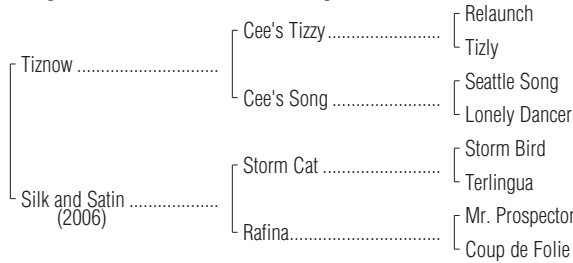 Relaunch
Cee's Tizzy
Tizly
Tiznow
Seattle Song
Cee's Song
Lonely Dancer
Storm Bird
Storm Cat
Terlingua
Silk and Satin
(2006)
Mr. Prospector
Rafina
Coup de Folie